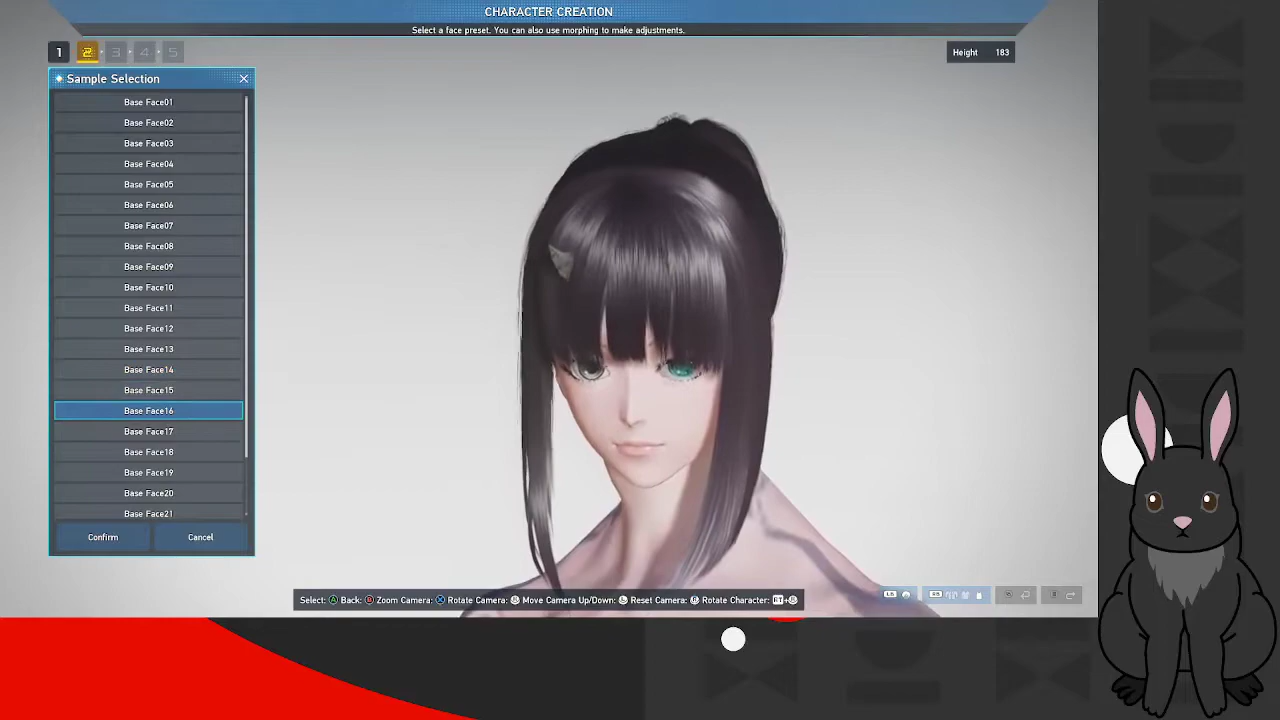 CHARACTER CREATION
Select a face preset. You can also use morphing to make adjustments.
1 2 3 4 5
Height 183
Sample Selection
Base Face01
Base Face02
Base Face03
Base Face04
Base Face05
Base Face06
Base Face07
Base Face08
Base Face09
Base Face10
Base Face11
Base Face12
Base Face13
Base Face14
Base Face15
Base Face16
Base Face17
Base Face18
Base Face19
Base Face20
Base Face21
Confirm Cancel
Select: A Back: B Zoom Camera: X Rotate Camera: Move Camera Up/Down: Reset Camera: Rotate Character: RT+
LB RB